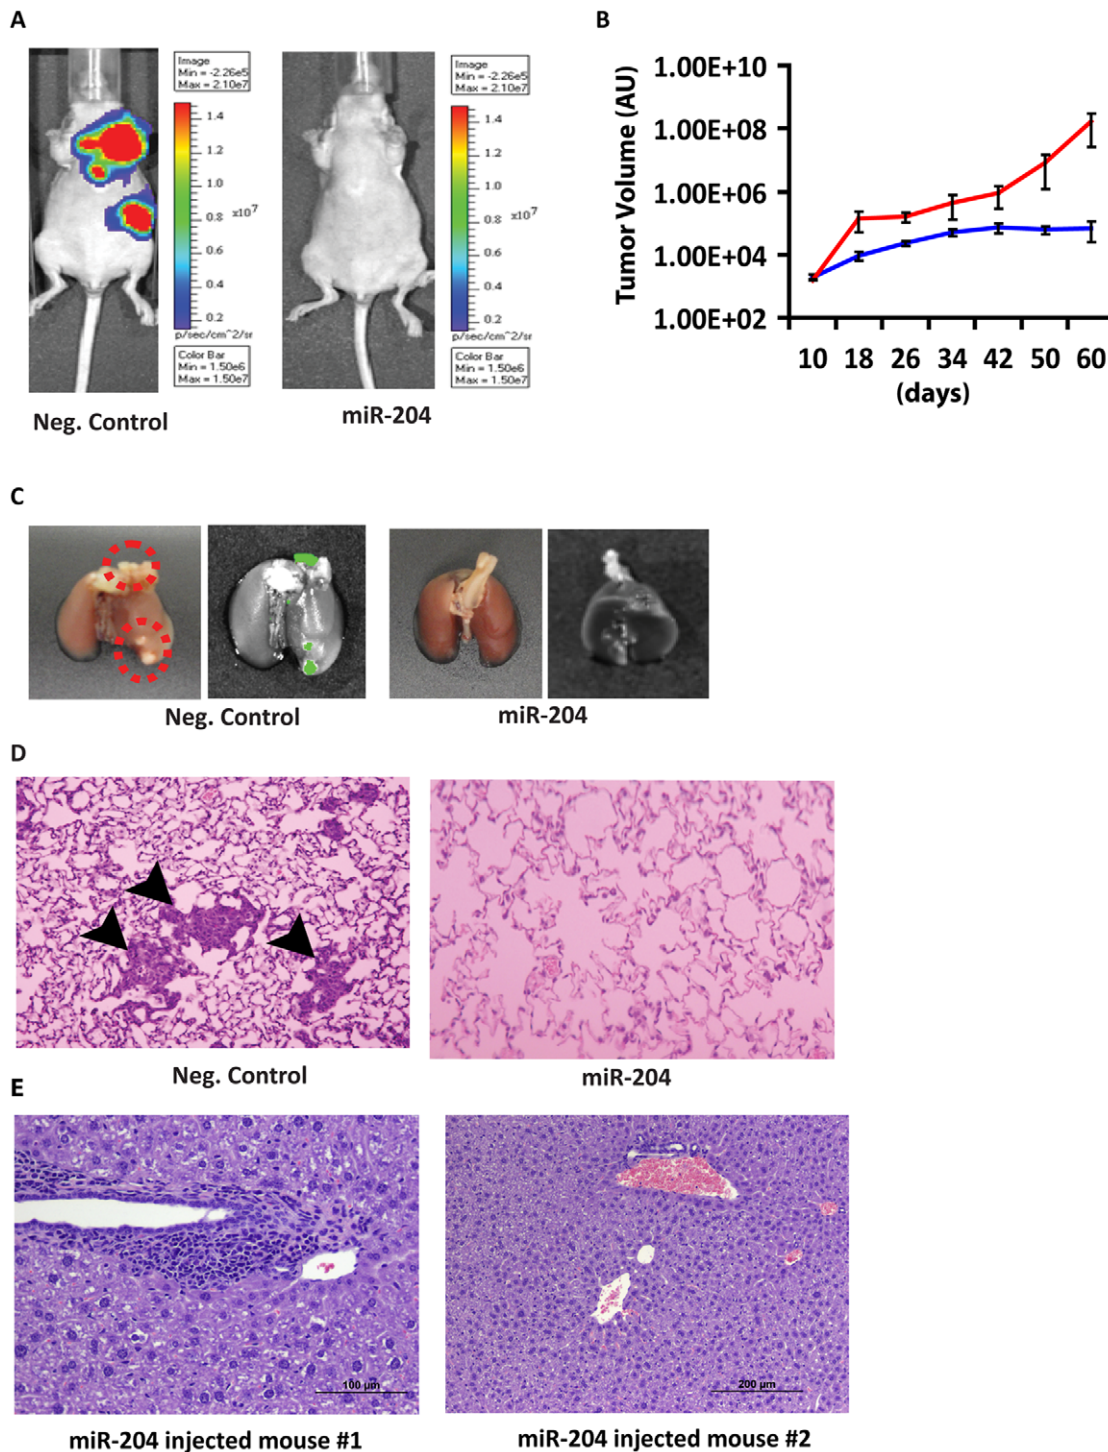 A
Image
Min = -2.26e5
Max = 2.10e7
1.4
1.2
1.0
0.8
x10⁷
0.6
0.4
0.2
p/sec/cm^2/sr
Color Bar
Min = 1.50e6
Max = 1.50e7
Neg. Control
Image
Min = -2.26e5
Max = 2.10e7
1.4
1.2
1.0
0.8
x10⁷
0.6
0.4
0.2
p/sec/cm^2/sr
Color Bar
Min = 1.50e6
Max = 1.50e7
miR-204
B
Tumor Volume (AU)
1.00E+10
1.00E+08
1.00E+06
1.00E+04
1.00E+02
10 18 26 34 42 50 60
(days)
C
Neg. Control
miR-204
D
Neg. Control
miR-204
E
100 µm
200 µm
miR-204 injected mouse #1
miR-204 injected mouse #2